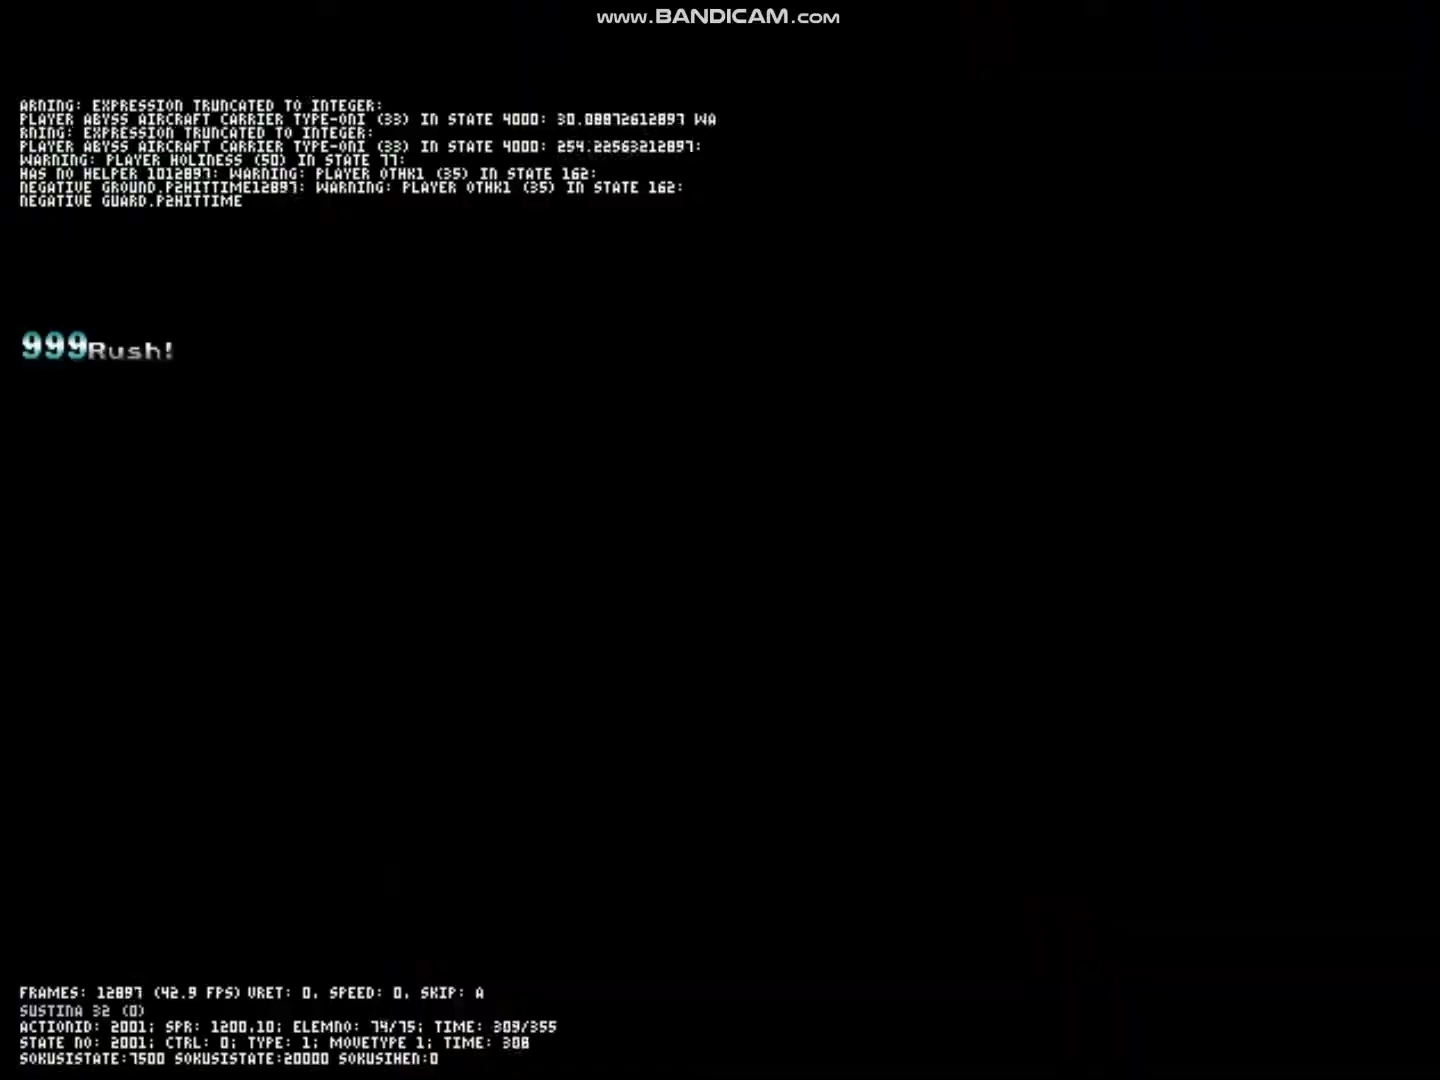 www.BANDICAM.com
ARNING: EXPRESSION TRUNCATED TO INTEGER:
PLAYER ABYSS AIRCRAFT CARRIER TYPE-ONI (33) IN STATE 4000: 30.08872612897 WA
RNING: EXPRESSION TRUNCATED TO INTEGER:
PLAYER ABYSS AIRCRAFT CARRIER TYPE-ONI (33) IN STATE 4000: 254.22563212897:
WARNING: PLAYER HOLINESS (50) IN STATE 77:
HAS NO HELPER 1012897: WARNING: PLAYER OTHK1 (35) IN STATE 162:
NEGATIVE GROUND.P2HITTIME12897: WARNING: PLAYER OTHK1 (35) IN STATE 162:
NEGATIVE GUARD.P2HITTIME
999Rush!
FRAMES: 12897 (42.9 FPS) VRET: 0. SPEED: 0. SKIP: A
SUSTINA 32 (0)
ACTIONID: 2001; SPR: 1200,10; ELEMNO: 74/75; TIME: 309/355
STATE NO: 2001; CTRL: 0; TYPE: 1; MOVETYPE 1; TIME: 308
SOKUSISTATE:7500 SOKUSISTATE:20000 SOKUSIHEN:0